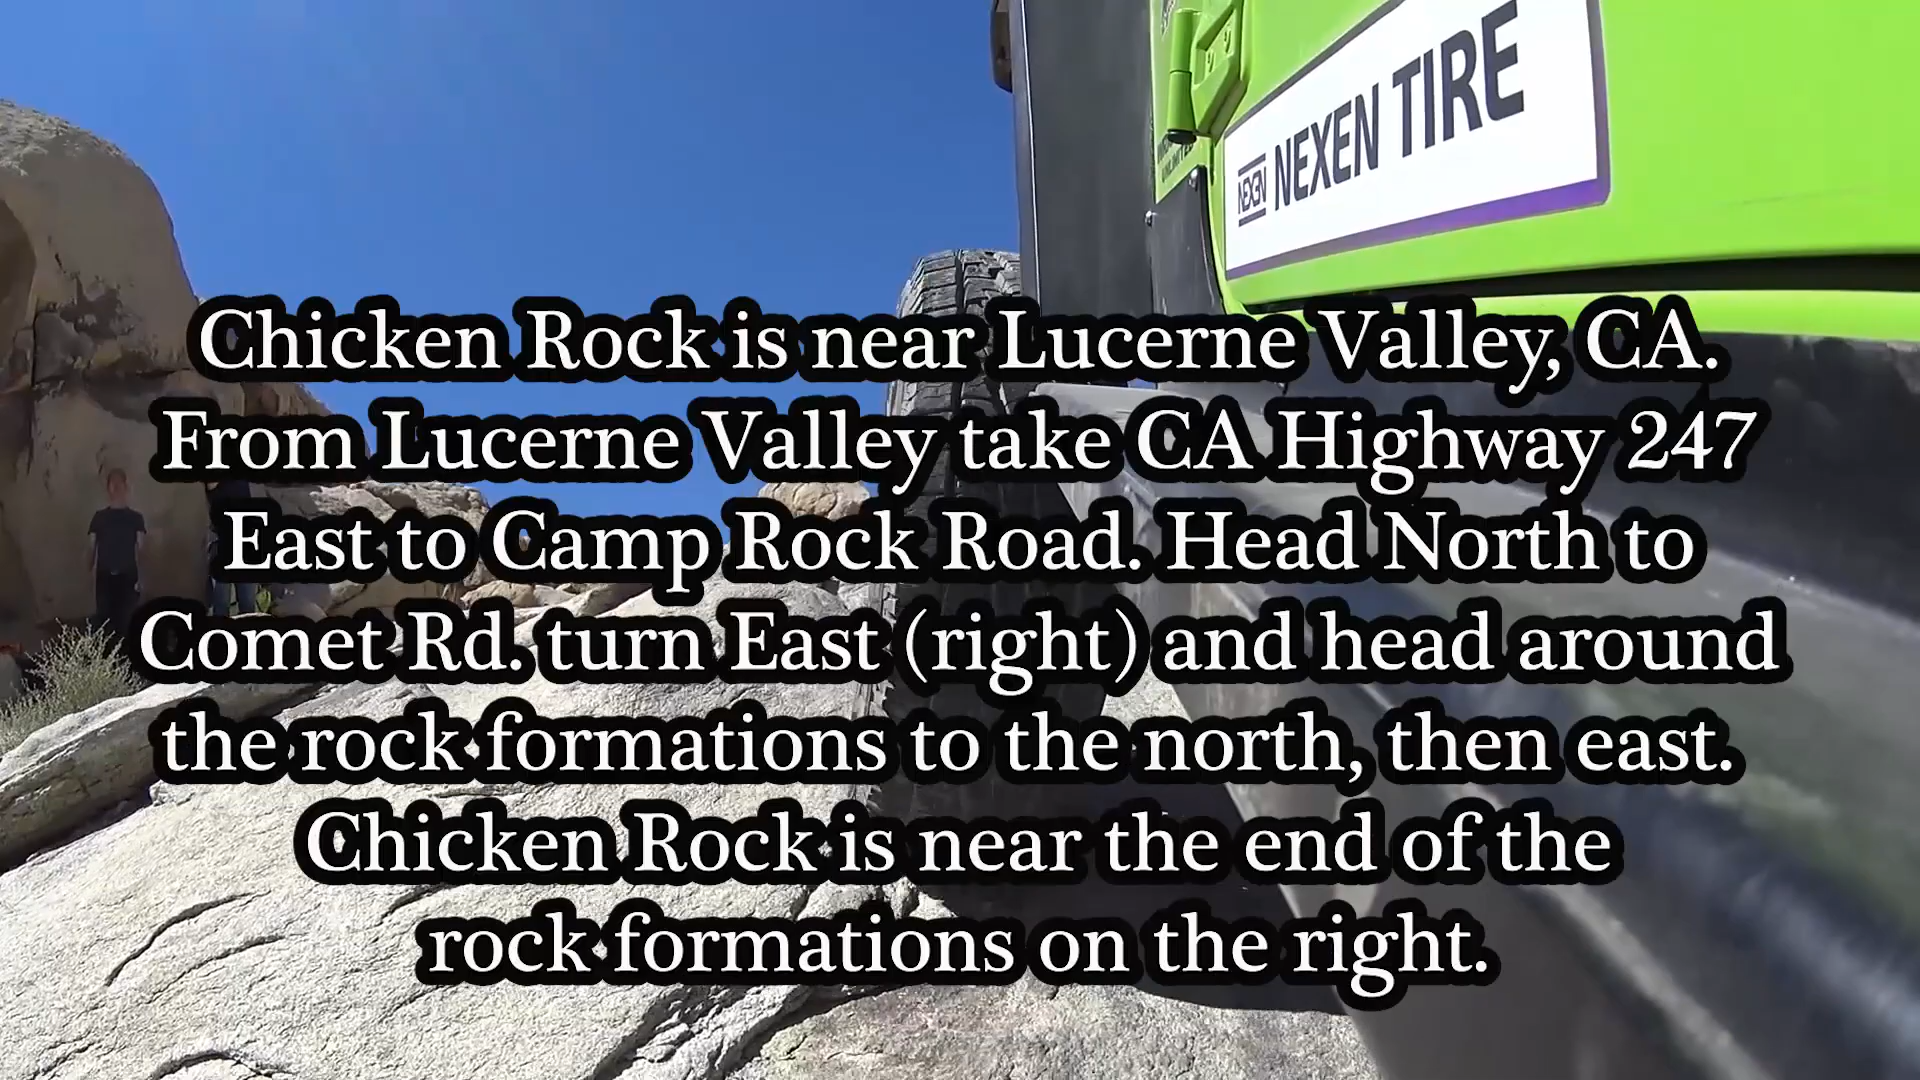 NEXEN TIRE
NEXEN
UNLIMITED
Chicken Rock is near Lucerne Valley, CA.
From Lucerne Valley take CA Highway 247
East to Camp Rock Road. Head North to
Comet Rd. turn East (right) and head around
the rock formations to the north, then east.
Chicken Rock is near the end of the
rock formations on the right.